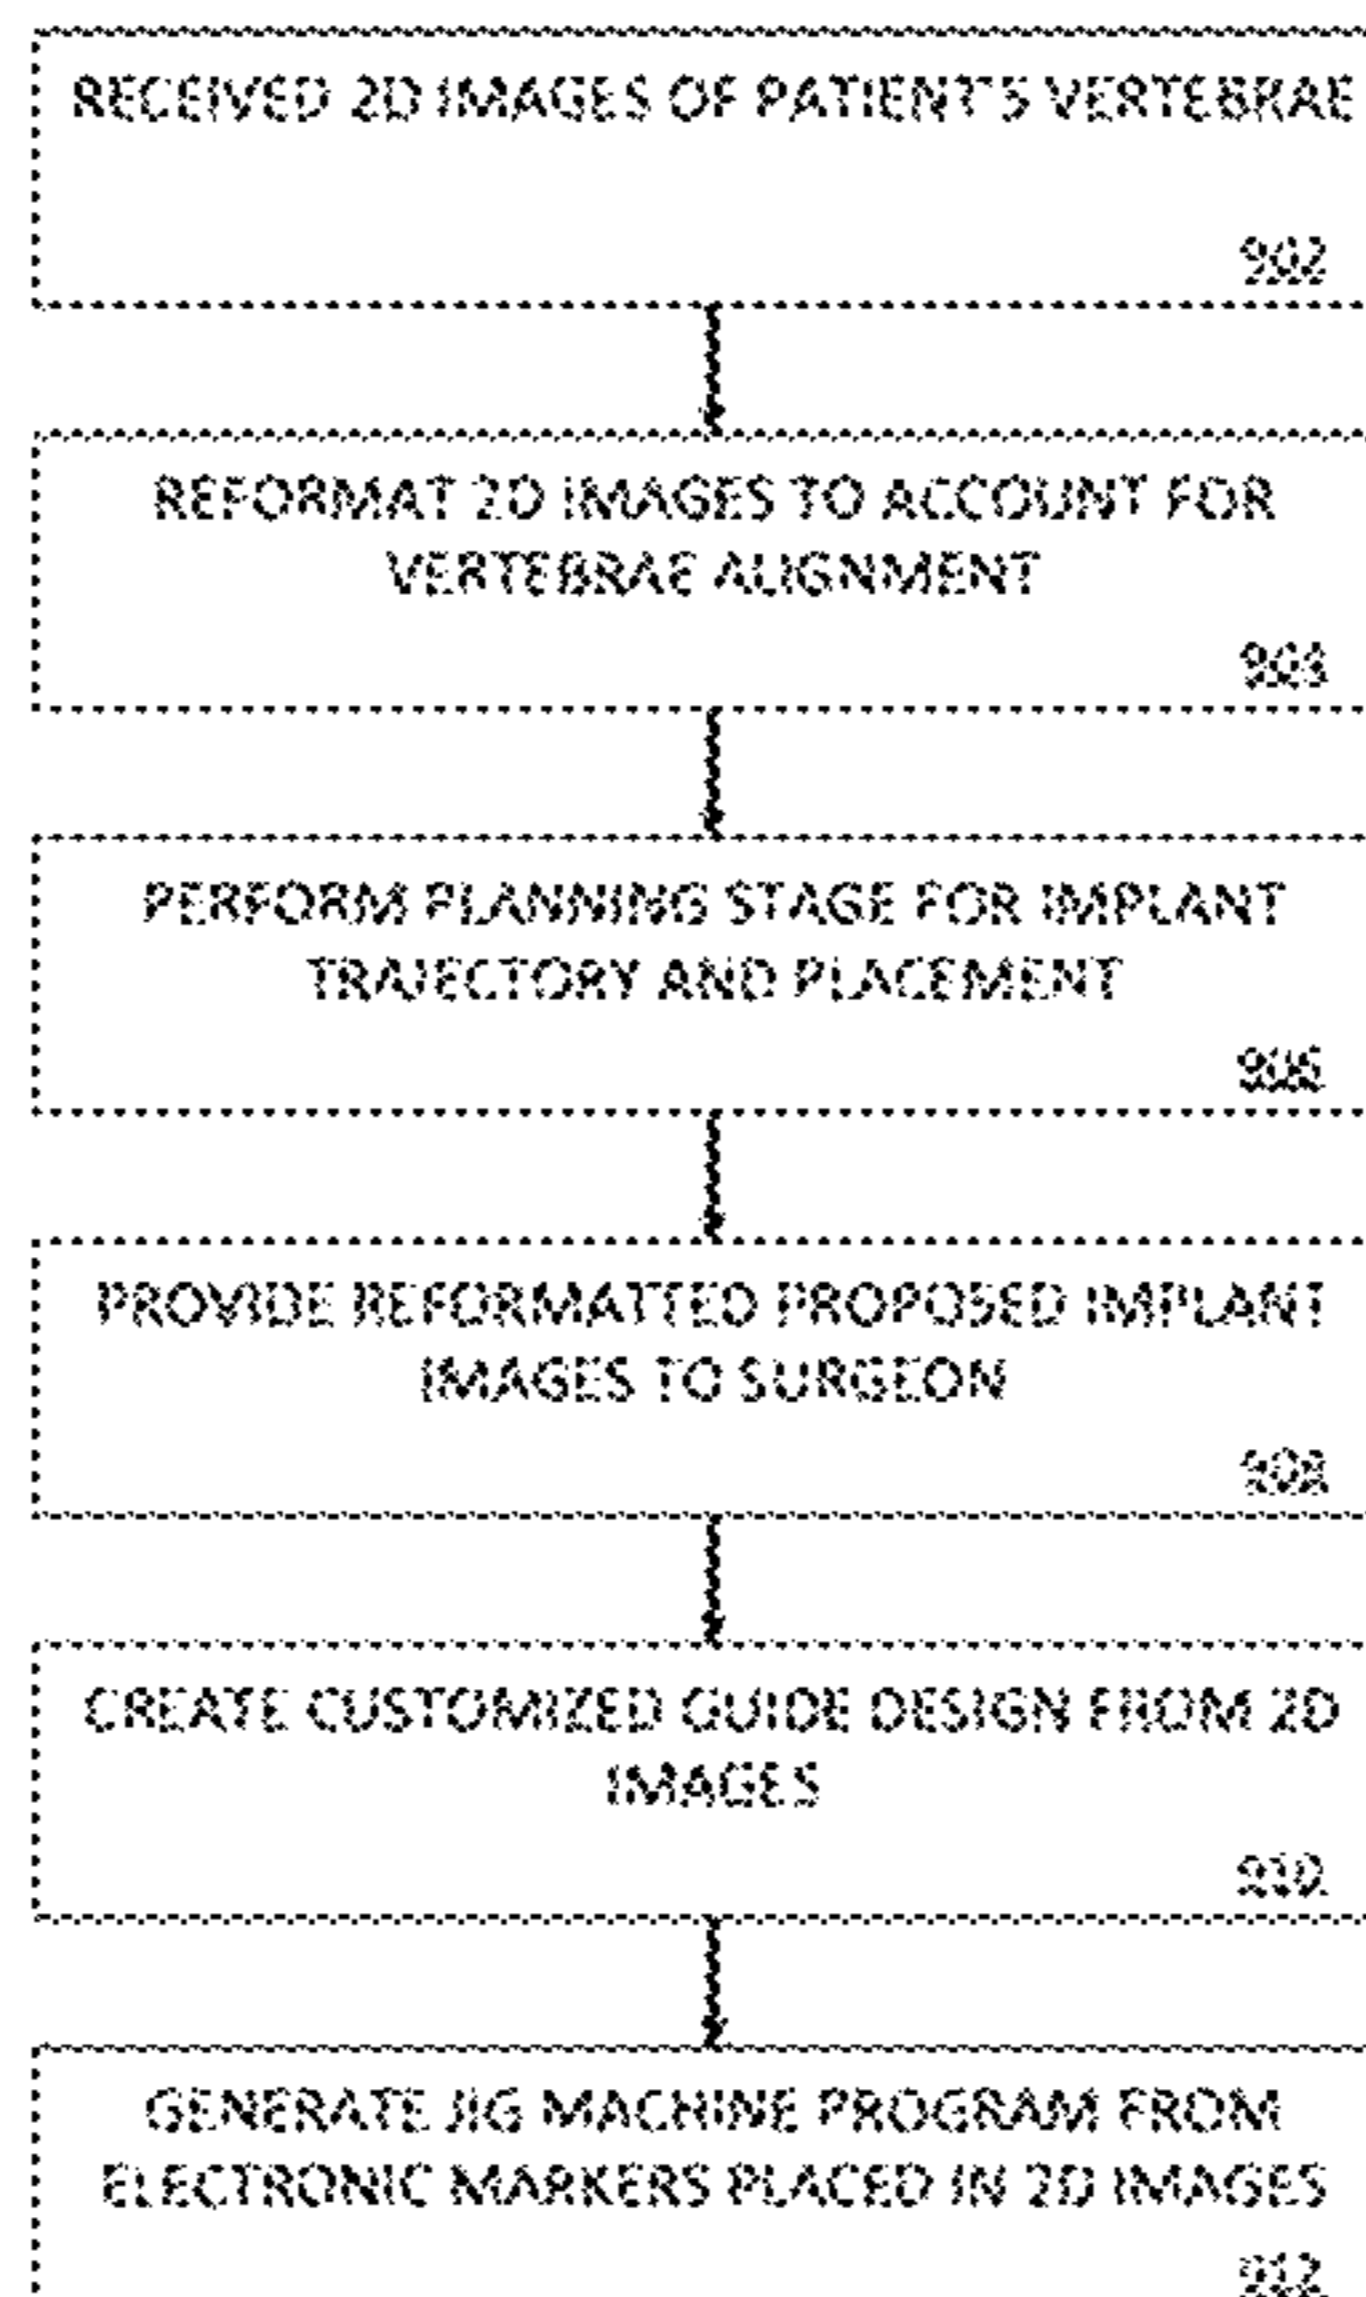 RECEIVED 2D IMAGES OF PATIENT'S VERTEBRAE
902
REFORMAT 2D IMAGES TO ACCOUNT FOR
VERTEBRAE ALIGNMENT
904
PERFORM PLANNING STAGE FOR IMPLANT
TRAJECTORY AND PLACEMENT
906
PROVIDE REFORMATTED PROPOSED IMPLANT
IMAGES TO SURGEON
908
CREATE CUSTOMIZED GUIDE DESIGN FROM 2D
IMAGES
910
GENERATE JIG MACHINE PROGRAM FROM
ELECTRONIC MARKERS PLACED IN 2D IMAGES
912